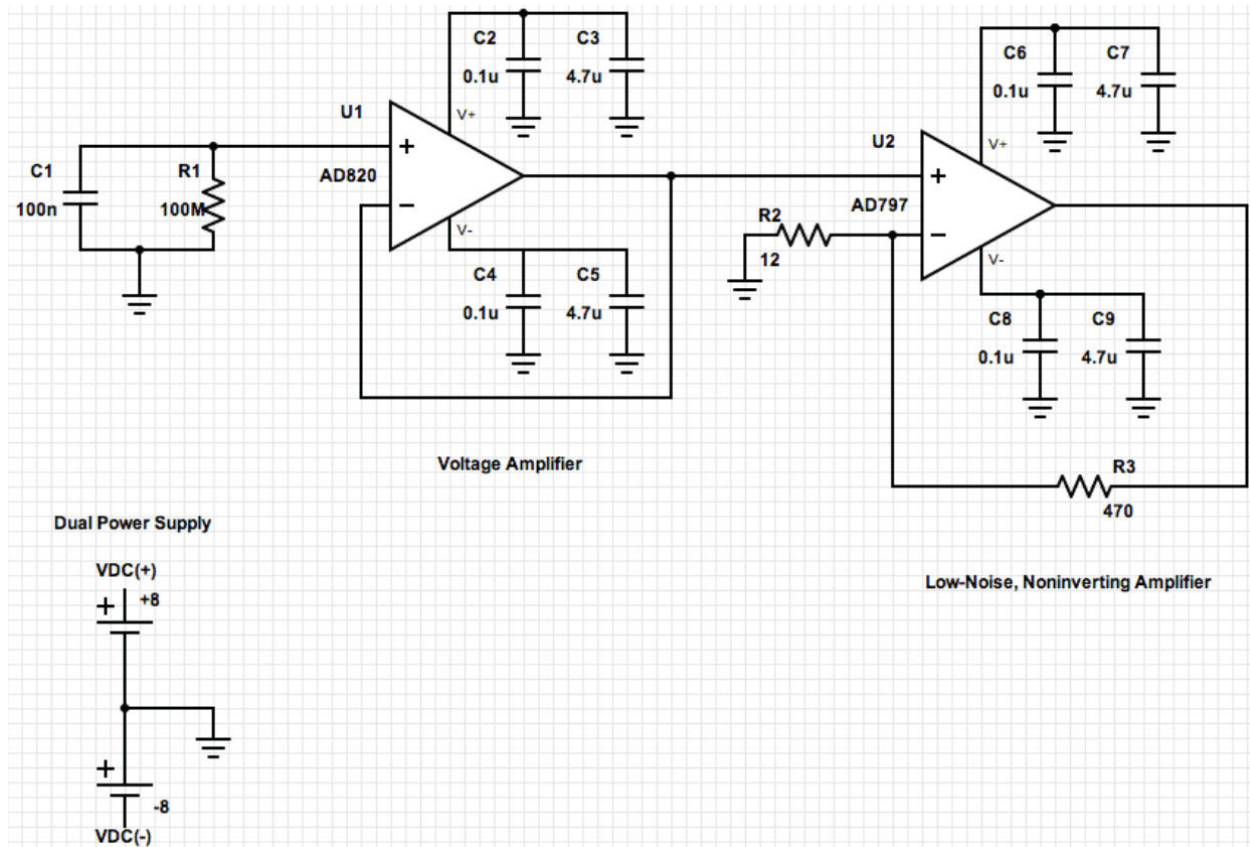 C2
0.1u
C3
4.7u
V+
U1
+
AD820
−
V-
C1
100n
R1
100M
C4
0.1u
C5
4.7u
Voltage Amplifier
C6
0.1u
C7
4.7u
V+
U2
+
AD797
−
V-
R2
12
C8
0.1u
C9
4.7u
R3
470
Low-Noise, Noninverting Amplifier
Dual Power Supply
VDC(+)
+
+8
+
-8
VDC(-)